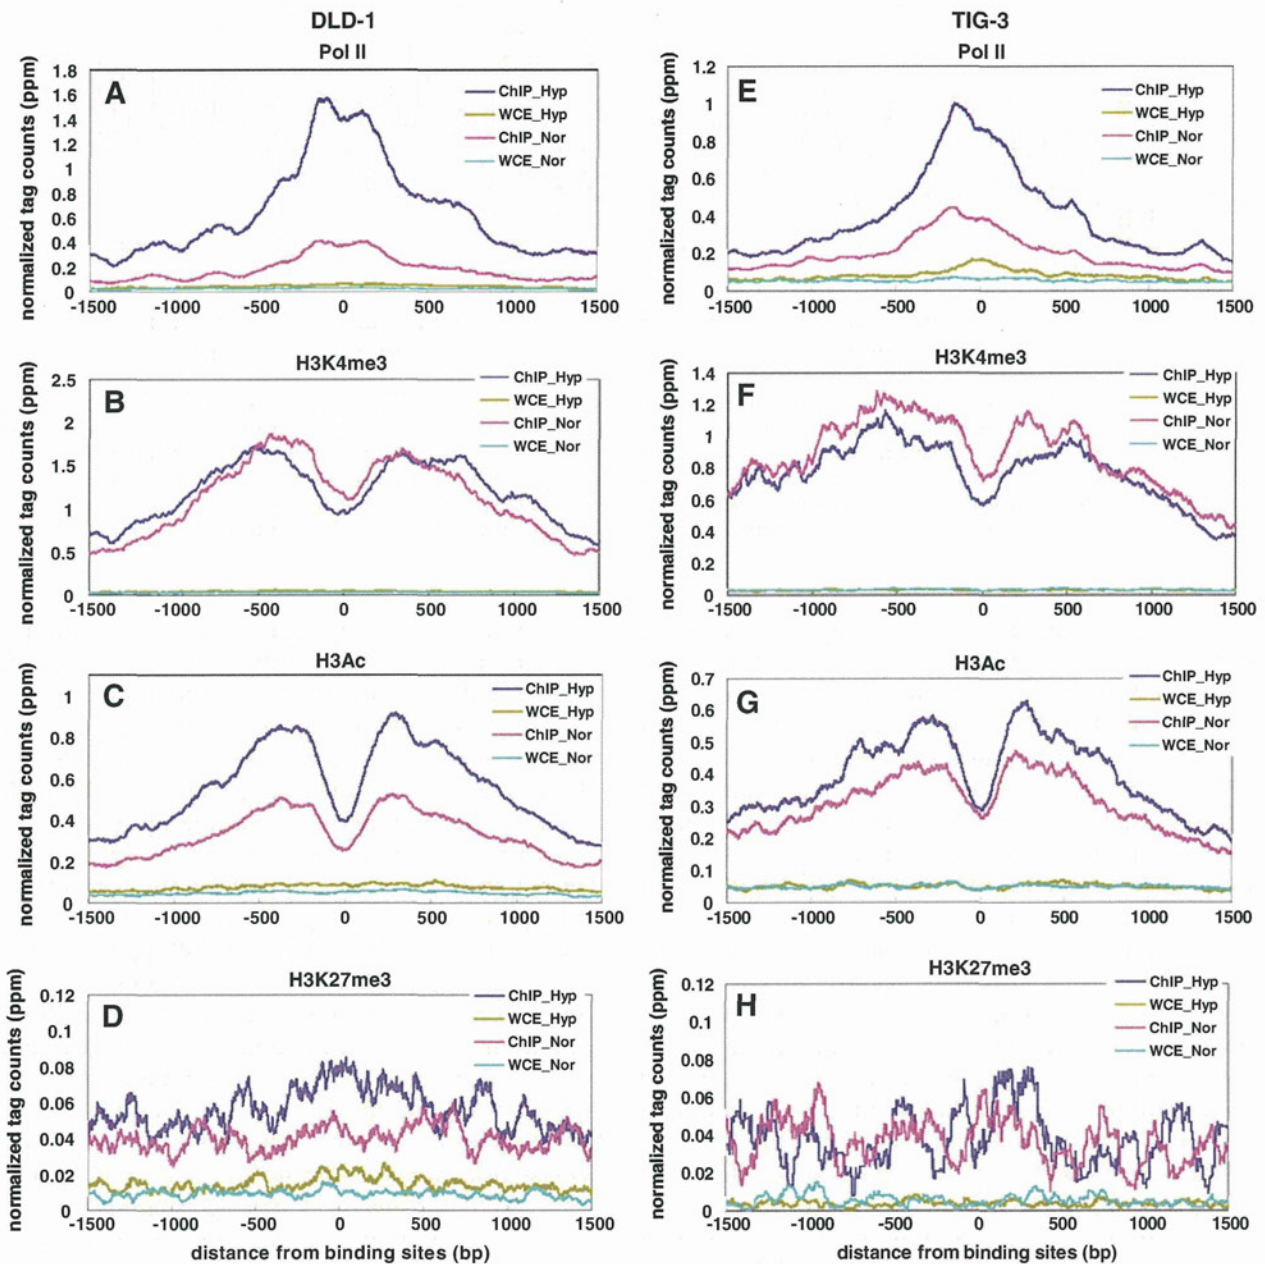 DLD-1
Pol II
normalized tag counts (ppm)
A
1.8
1.6
1.4
1.2
1
0.8
0.6
0.4
0.2
0
-1500 -1000 -500 0 500 1000 1500
ChIP_Hyp
WCE_Hyp
ChIP_Nor
WCE_Nor
H3K4me3
normalized tag counts (ppm)
B
2.5
2
1.5
1
0.5
0
-1500 -1000 -500 0 500 1000 1500
ChIP_Hyp
WCE_Hyp
ChIP_Nor
WCE_Nor
H3Ac
normalized tag counts (ppm)
C
1
0.8
0.6
0.4
0.2
0
-1500 -1000 -500 0 500 1000 1500
ChIP_Hyp
WCE_Hyp
ChIP_Nor
WCE_Nor
H3K27me3
normalized tag counts (ppm)
D
0.12
0.1
0.08
0.06
0.04
0.02
0
-1500 -1000 -500 0 500 1000 1500
ChIP_Hyp
WCE_Hyp
ChIP_Nor
WCE_Nor
distance from binding sites (bp)
TIG-3
Pol II
normalized tag counts (ppm)
E
1.2
1
0.8
0.6
0.4
0.2
0
-1500 -1000 -500 0 500 1000 1500
ChIP_Hyp
WCE_Hyp
ChIP_Nor
WCE_Nor
H3K4me3
normalized tag counts (ppm)
F
1.4
1.2
1
0.8
0.6
0.4
0.2
0
-1500 -1000 -500 0 500 1000 1500
ChIP_Hyp
WCE_Hyp
ChIP_Nor
WCE_Nor
H3Ac
normalized tag counts (ppm)
G
0.7
0.6
0.5
0.4
0.3
0.2
0.1
0
-1500 -1000 -500 0 500 1000 1500
ChIP_Hyp
WCE_Hyp
ChIP_Nor
WCE_Nor
H3K27me3
normalized tag counts (ppm)
H
0.12
0.1
0.08
0.06
0.04
0.02
0
-1500 -1000 -500 0 500 1000 1500
ChIP_Hyp
WCE_Hyp
ChIP_Nor
WCE_Nor
distance from binding sites (bp)